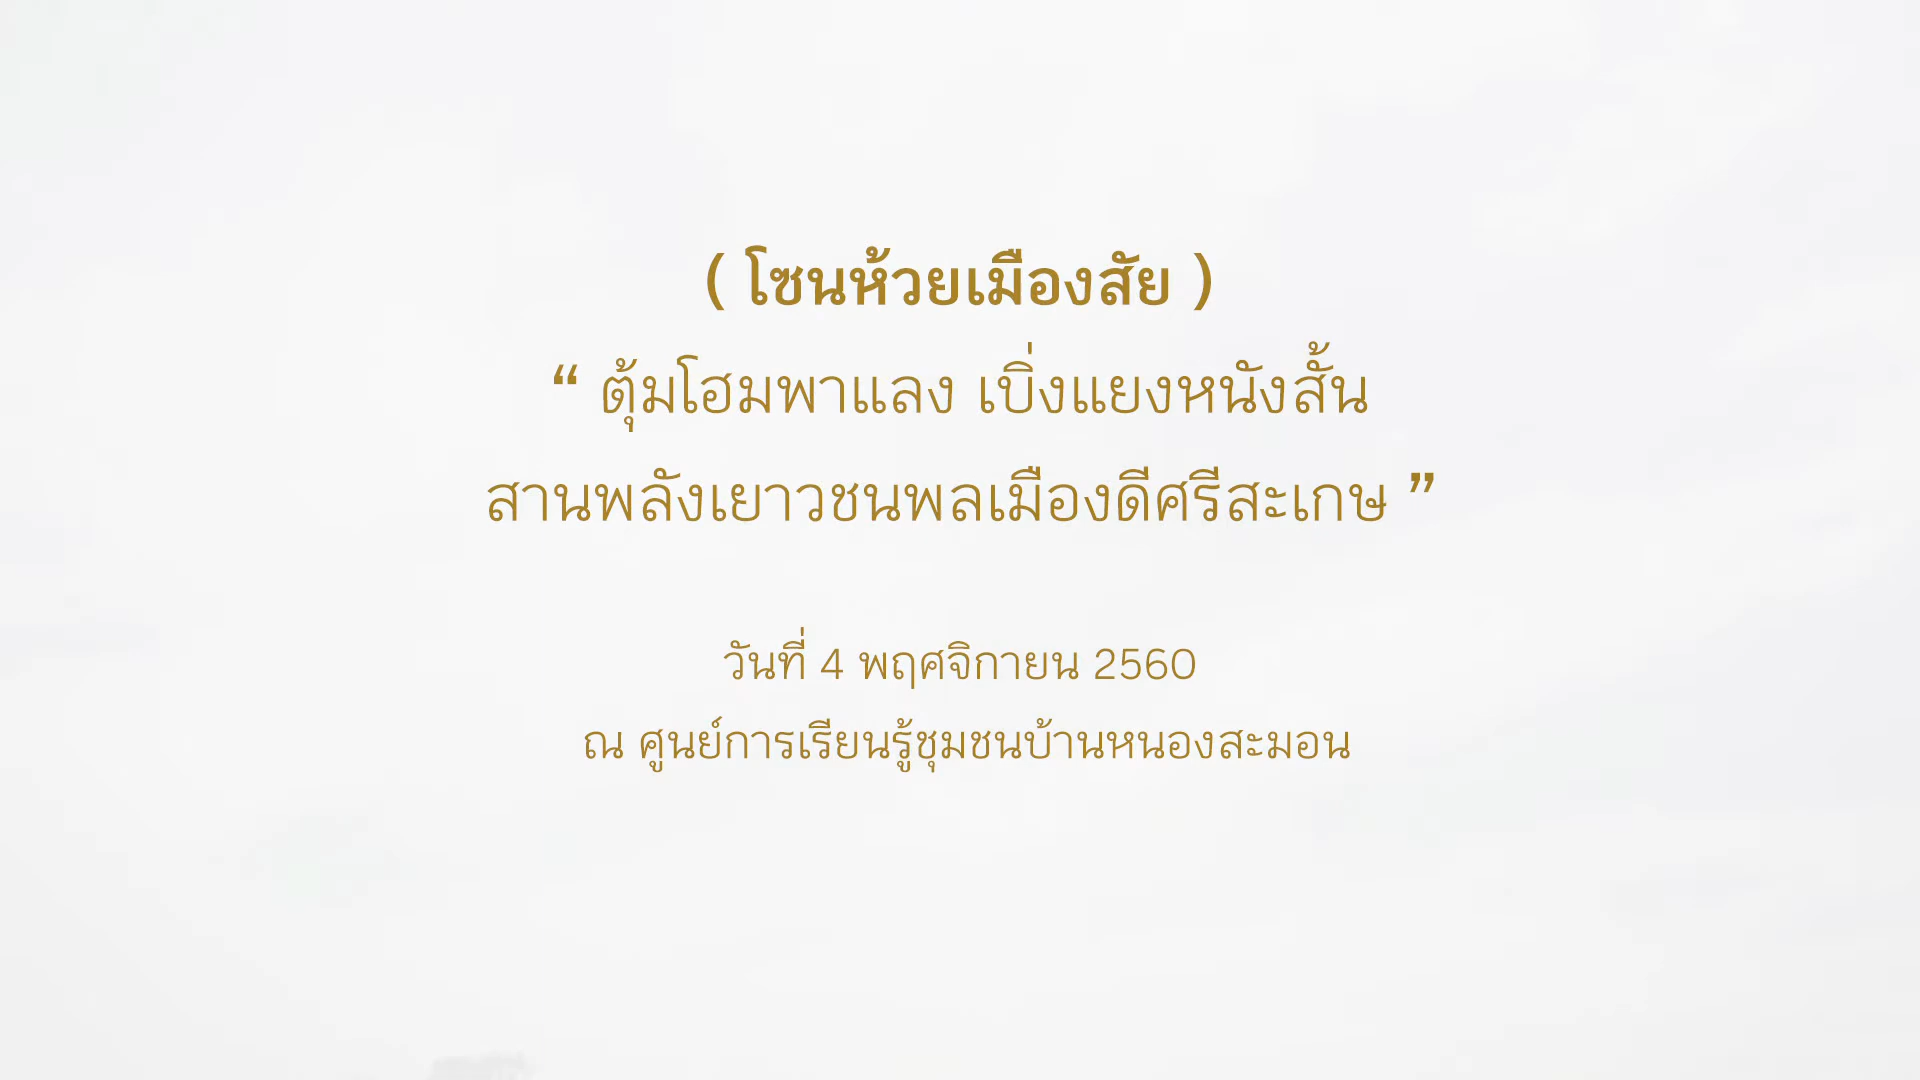 ( โซนห้วยเมืองสัย )
“ ตุ้มโฮมพาแลง เบิ่งแยงหนังสั้น
สานพลังเยาวชนพลเมืองดีศรีสะเกษ ”
วันที่ 4 พฤศจิกายน 2560
ณ ศูนย์การเรียนรู้ชุมชนบ้านหนองสะมอน